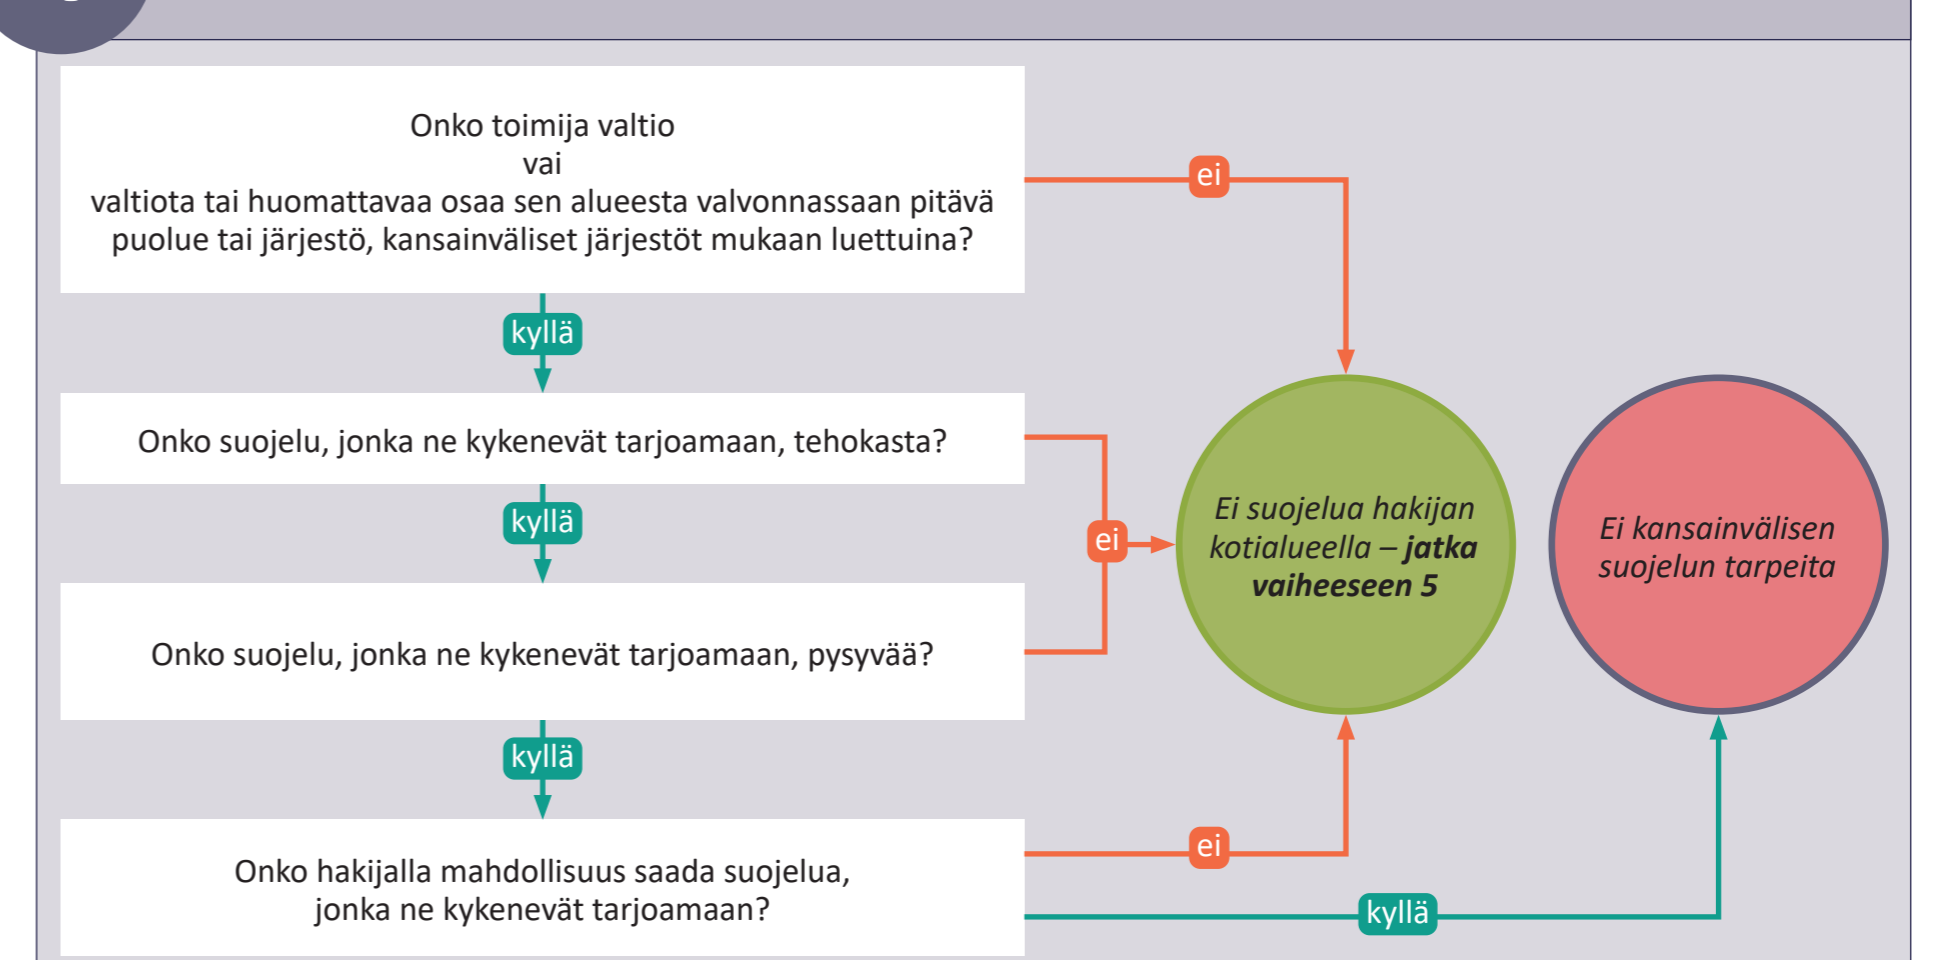 Onko toimija valtio
vai
valtiota tai huomattavaa osaa sen alueesta valvonnassaan pitävä
puolue tai järjestö, kansainväliset järjestöt mukaan luettuina?
ei
kyllä
Onko suojelu, jonka ne kykenevät tarjoamaan, tehokasta?
kyllä
ei
Onko suojelu, jonka ne kykenevät tarjoamaan, pysyvää?
kyllä
Onko hakijalla mahdollisuus saada suojelua,
jonka ne kykenevät tarjoamaan?
ei
kyllä
Ei suojelua hakijan
kotialueella – jatka
vaiheeseen 5
Ei kansainvälisen
suojelun tarpeita